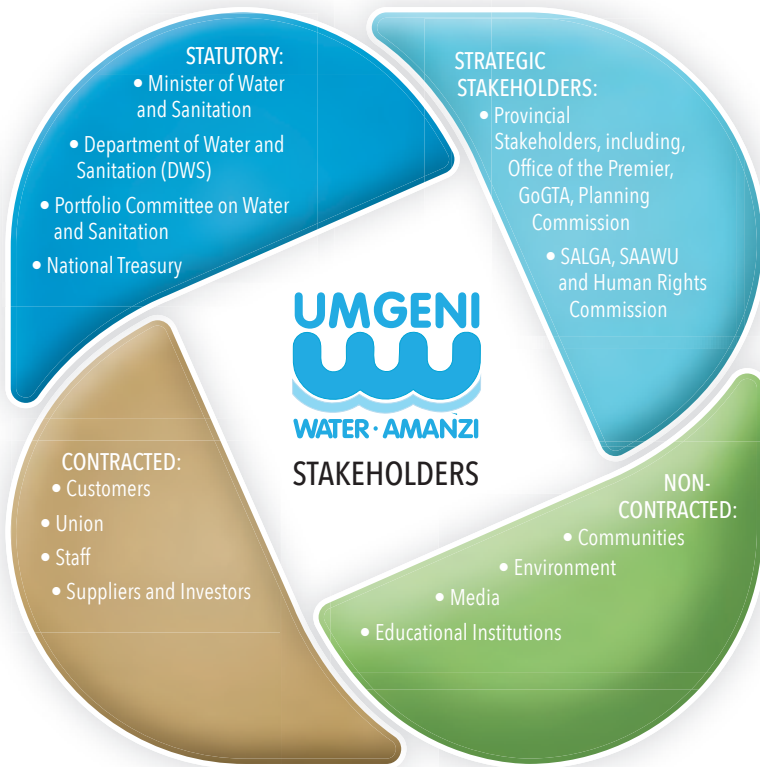 STATUTORY:
• Minister of Water
and Sanitation
• Department of Water and
Sanitation (DWS)
• Portfolio Committee on Water
and Sanitation
• National Treasury
STRATEGIC
STAKEHOLDERS:
• Provincial
Stakeholders, including,
Office of the Premier,
GoGTA, Planning
Commission
• SALGA, SAAWU
and Human Rights
Commission
UMGENI
WATER · AMANZI
STAKEHOLDERS
CONTRACTED:
• Customers
• Union
• Staff
• Suppliers and Investors
NON-
CONTRACTED:
• Communities
• Environment
• Media
• Educational Institutions